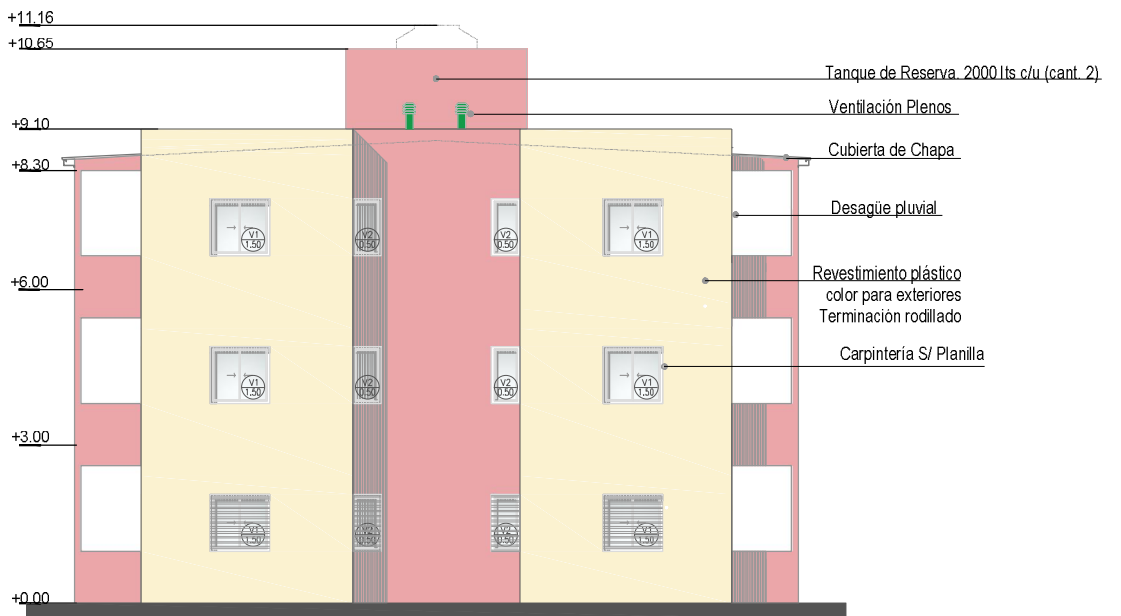 +11.16
+10.65
Tanque de Reserva. 2000 lts c/u (cant. 2)
Ventilación Plenos
+9.10
Cubierta de Chapa
+8.30
Desagüe pluvial
V1 V2 V2 V1
1.50 0.50 0.50 1.50
Revestimiento plástico
+6.00
color para exteriores
Terminación rodillado
Carpintería S/ Planilla
V1 V2 V2 V1
1.50 0.50 0.50 1.50
+3.00
V1 V2 V2 V1
1.50 0.50 0.50 1.50
+0.00